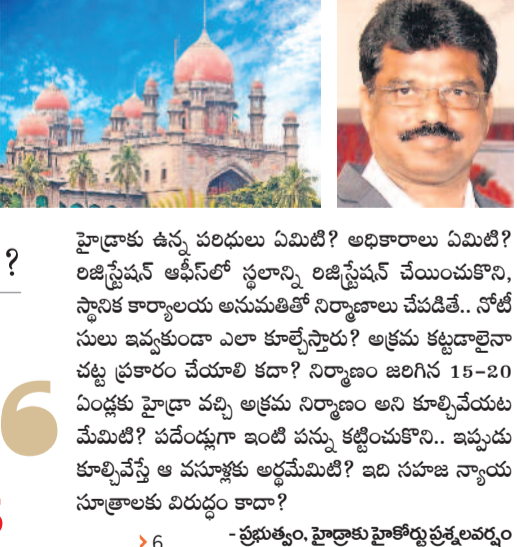 ?
హైడ్రాకు ఉన్న పరిధులు ఏమిటి? అధికారాలు ఏమిటి?
రిజిస్ట్రేషన్ ఆఫీస్‌లో స్థలాన్ని రిజిస్ట్రేషన్ చేయించుకొని,
స్థానిక కార్యాలయ అనుమతితో నిర్మాణాలు చేపడితే.. నోటీ
సులు ఇవ్వకుండా ఎలా కూల్చేస్తారు? అక్రమ కట్టడాలైనా
చట్ట ప్రకారం చేయాలి కదా? నిర్మాణం జరిగిన 15-20
ఏండ్లకు హైడ్రా వచ్చి అక్రమ నిర్మాణం అని కూల్చివేయట
మేమిటి? పదేండ్లుగా ఇంటి పన్ను కట్టించుకొని.. ఇప్పుడు
కూల్చివేస్తే ఆ వసూళ్లకు అర్థమేమిటి? ఇది సహజ న్యాయ
సూత్రాలకు విరుద్ధం కాదా?
- ప్రభుత్వం, హైడ్రాకు హైకోర్టు ప్రశ్నలవర్షం
> 6